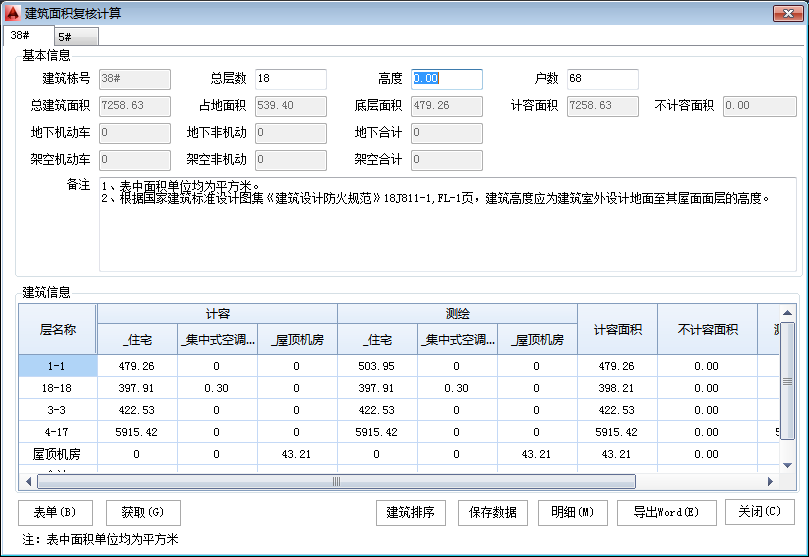 建筑面积复核计算
38# 5#
基本信息
建筑栋号 38# 总层数 18 高度 0.00 户数 68
总建筑面积 7258.63 占地面积 539.40 底层面积 479.26 计容面积 7258.63 不计容面积 0.00
地下机动车 0 地下非机动 0 地下合计 0
架空机动车 0 架空非机动 0 架空合计 0
备注 1、表中面积单位均为平方米。
2、根据国家建筑标准设计图集《建筑设计防火规范》18J811-1,FL-1页，建筑高度应为建筑室外设计地面至其屋面面层的高度。
建筑信息
层名称 计容 测绘 计容面积 不计容面积
_住宅 _集中式空调... _屋顶机房 _住宅 _集中式空调... _屋顶机房
1-1 479.26 0 0 503.95 0 0 479.26 0.00
18-18 397.91 0.30 0 397.91 0.30 0 398.21 0.00
3-3 422.53 0 0 422.53 0 0 422.53 0.00
4-17 5915.42 0 0 5915.42 0 0 5915.42 0.00
屋顶机房 0 0 43.21 0 0 43.21 43.21 0.00
表单(B) 获取(G) 建筑排序 保存数据 明细(M) 导出Word(E) 关闭(C)
注：表中面积单位均为平方米